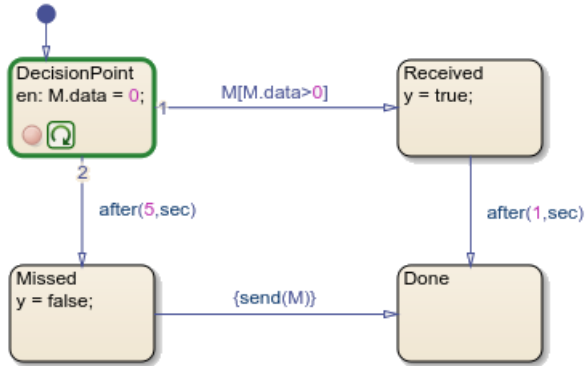 DecisionPoint
en: M.data = 0;
1
M[M.data>0]
Received
y = true;
2
after(5,sec)
after(1,sec)
Missed
y = false;
{send(M)}
Done